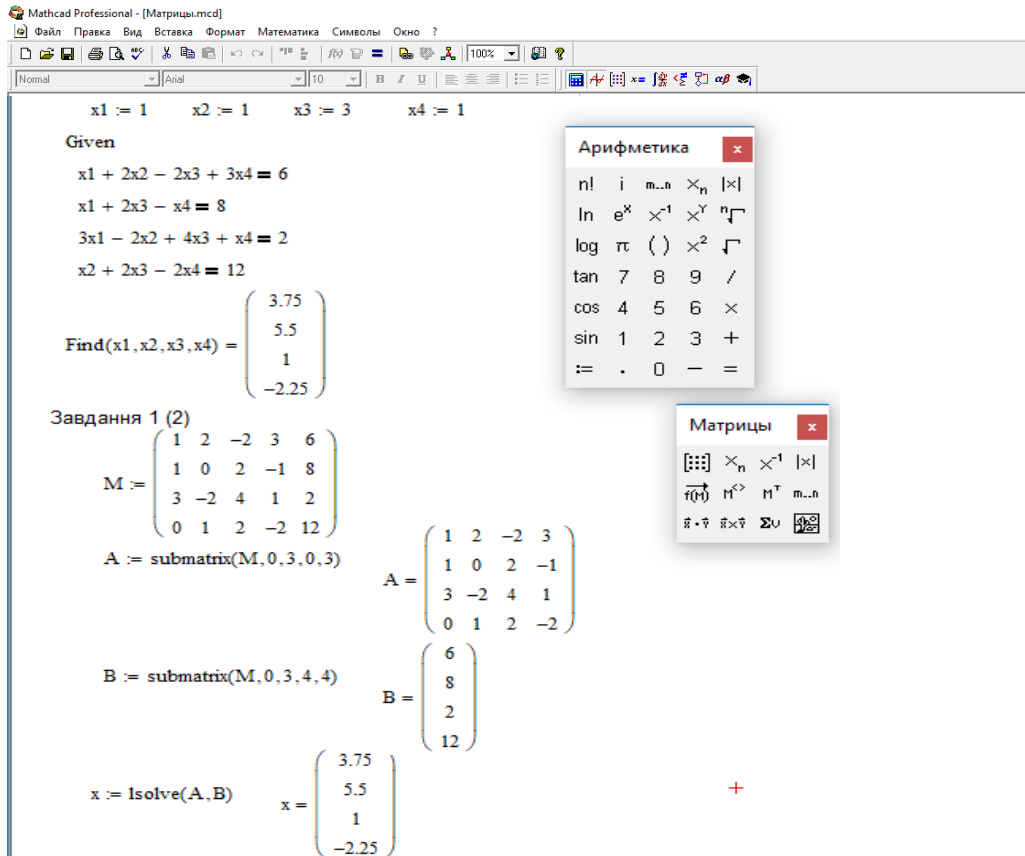 Mathcad Professional - [Матрицы.mcd]
Файл Правка Вид Вставка Формат Математика Символы Окно ?
100%
Normal Arial 10 B I U
x= αβ
x1 := 1 x2 := 1 x3 := 3 x4 := 1
Given
x1 + 2x2 − 2x3 + 3x4 = 6
x1 + 2x3 − x4 = 8
3x1 − 2x2 + 4x3 + x4 = 2
x2 + 2x3 − 2x4 = 12
Find(x1,x2,x3,x4) =
3.75
5.5
1
−2.25
Завдання 1 (2)
M :=
1 2 −2 3 6
1 0 2 −1 8
3 −2 4 1 2
0 1 2 −2 12
A := submatrix(M,0,3,0,3)
A =
1 2 −2 3
1 0 2 −1
3 −2 4 1
0 1 2 −2
B := submatrix(M,0,3,4,4)
B =
6
8
2
12
x := lsolve(A,B)
x =
3.75
5.5
1
−2.25
Арифметика x
n! i m..n ×n |×|
ln e^x ×^-1 ×^Y n√
log π ( ) ×^2 √
tan 7 8 9 /
cos 4 5 6 ×
sin 1 2 3 +
:= . 0 − =
Матрицы x
[:::] ×n ×^-1 |×|
f(M) M^<> M^T m..n
Συ